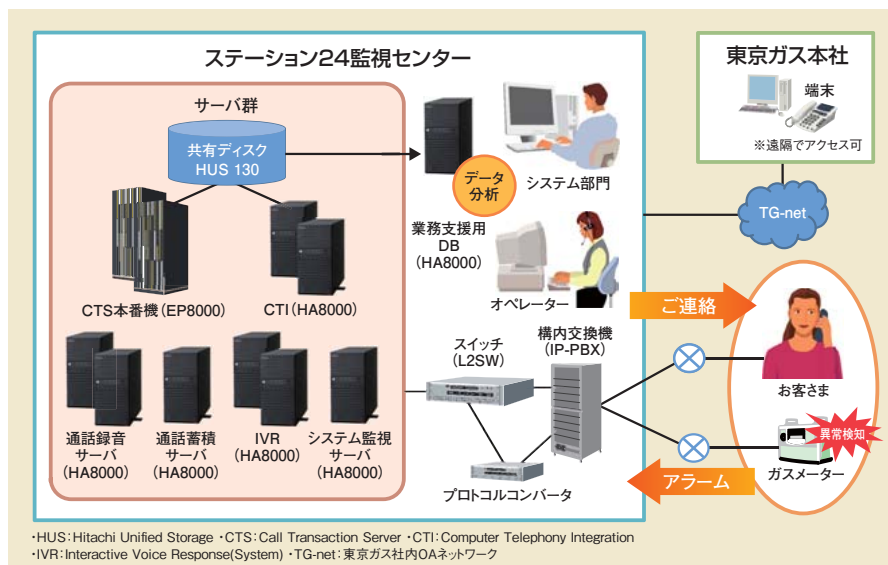 ステーション24監視センター
サーバ群
共有ディスク
HUS 130
CTS本番機(EP8000)
CTI(HA8000)
通話録音
サーバ
(HA8000)
通話蓄積
サーバ
(HA8000)
IVR
(HA8000)
システム監視
サーバ
(HA8000)
データ
分析
業務支援用
DB
(HA8000)
システム部門
オペレーター
スイッチ
(L2SW)
構内交換機
(IP-PBX)
プロトコルコンバータ
東京ガス本社
端末
※遠隔でアクセス可
TG-net
ご連絡
お客さま
異常検知
ガスメーター
アラーム
・HUS:Hitachi Unified Storage ・CTS:Call Transaction Server ・CTI:Computer Telephony Integration
・IVR:Interactive Voice Response(System) ・TG-net:東京ガス社内OAネットワーク